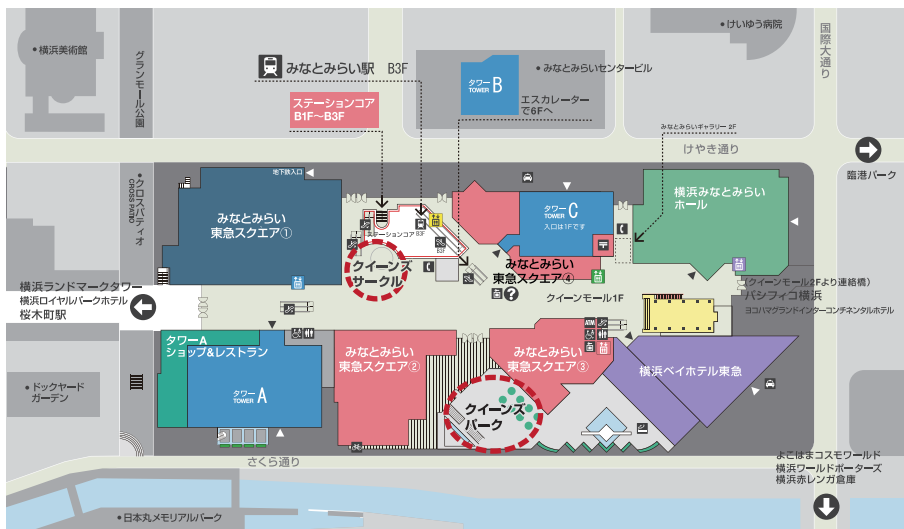 横浜美術館
グランモール公園
みなとみらい駅 B3F
ステーションコア
B1F〜B3F
タワー
TOWER B
みなとみらいセンタービル
エスカレーター
で6Fへ
けいゆう病院
国際大通り
みなとみらいギャラリー 2F
けやき通り
臨港パーク
クロスパティオ
CROSS PATIO
地下鉄入口
みなとみらい
東急スクエア①
ステーションコア B3F
B3F
クイーンズ
サークル
タワー
TOWER C
入口は1Fです
みなとみらい
東急スクエア④
横浜みなとみらい
ホール
クイーンモール1F
(クイーンモール2Fより連絡橋)
パシフィコ横浜
ヨコハマグランドインターコンチネンタルホテル
横浜ランドマークタワー
横浜ロイヤルパークホテル
桜木町駅
タワーA
ショップ&レストラン
タワー
TOWER A
みなとみらい
東急スクエア②
ATM
みなとみらい
東急スクエア③
横浜ベイホテル東急
クイーンズ
パーク
ドックヤード
ガーデン
さくら通り
よこはまコスモワールド
横浜ワールドポーターズ
横浜赤レンガ倉庫
日本丸メモリアルパーク